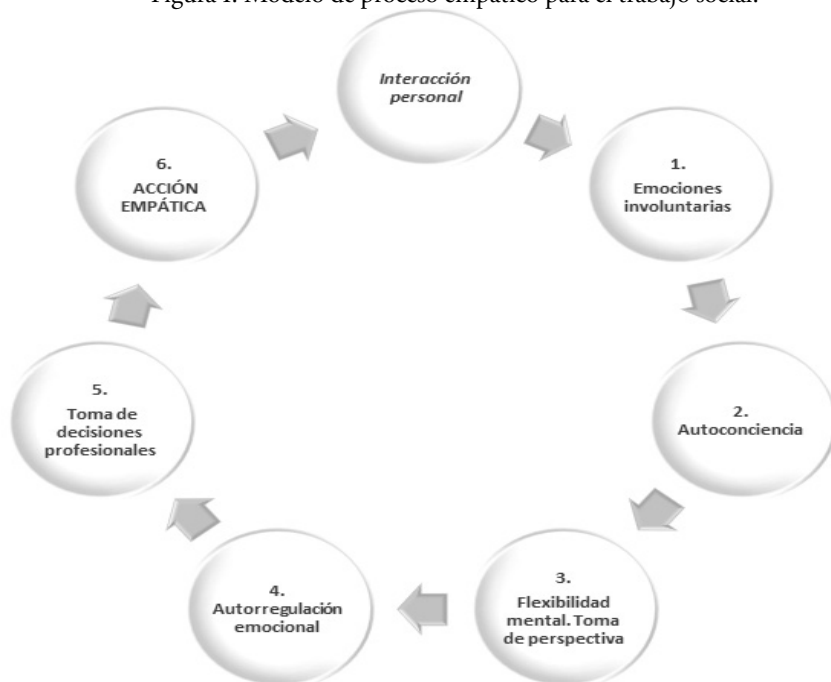 Figura 1. Modelo de proceso empático para el trabajo social.
Interacción
personal
1.
Emociones
involuntarias
2.
Autoconciencia
3.
Flexibilidad
mental.Toma
de perspectiva
4.
Autorregulación
emocional
5.
Toma de
decisiones
profesionales
6.
ACCIÓN
EMPÁTICA